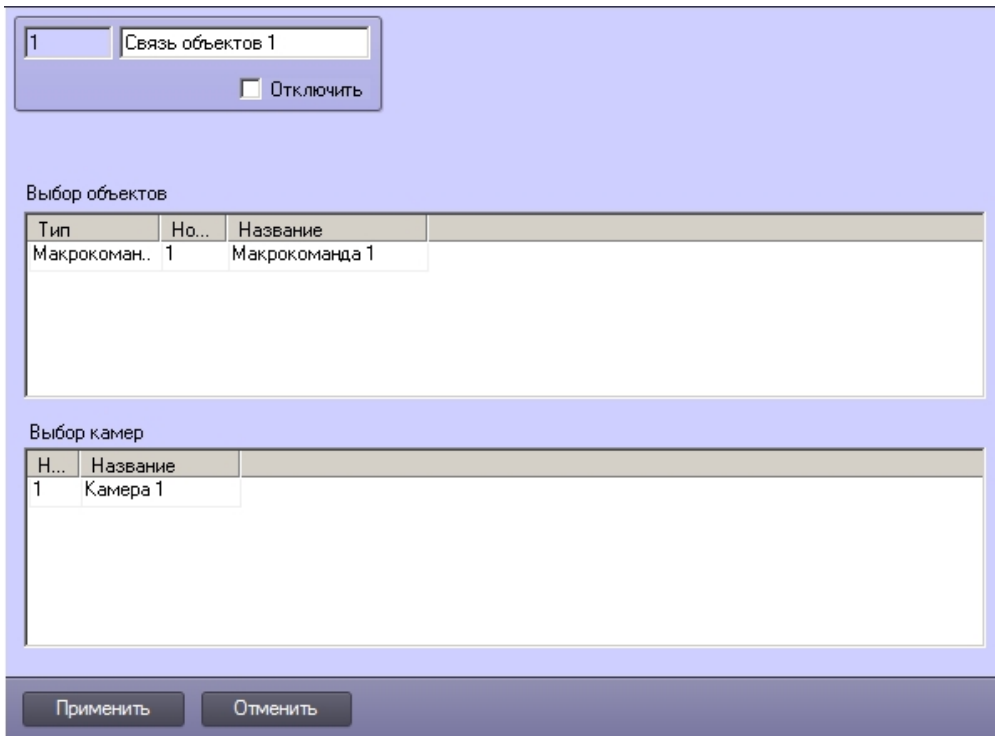 1 Связь объектов 1
Отключить
Выбор объектов
Тип Но... Название
Макрокоман.. 1 Макрокоманда 1
Выбор камер
Н... Название
1 Камера 1
Применить Отменить